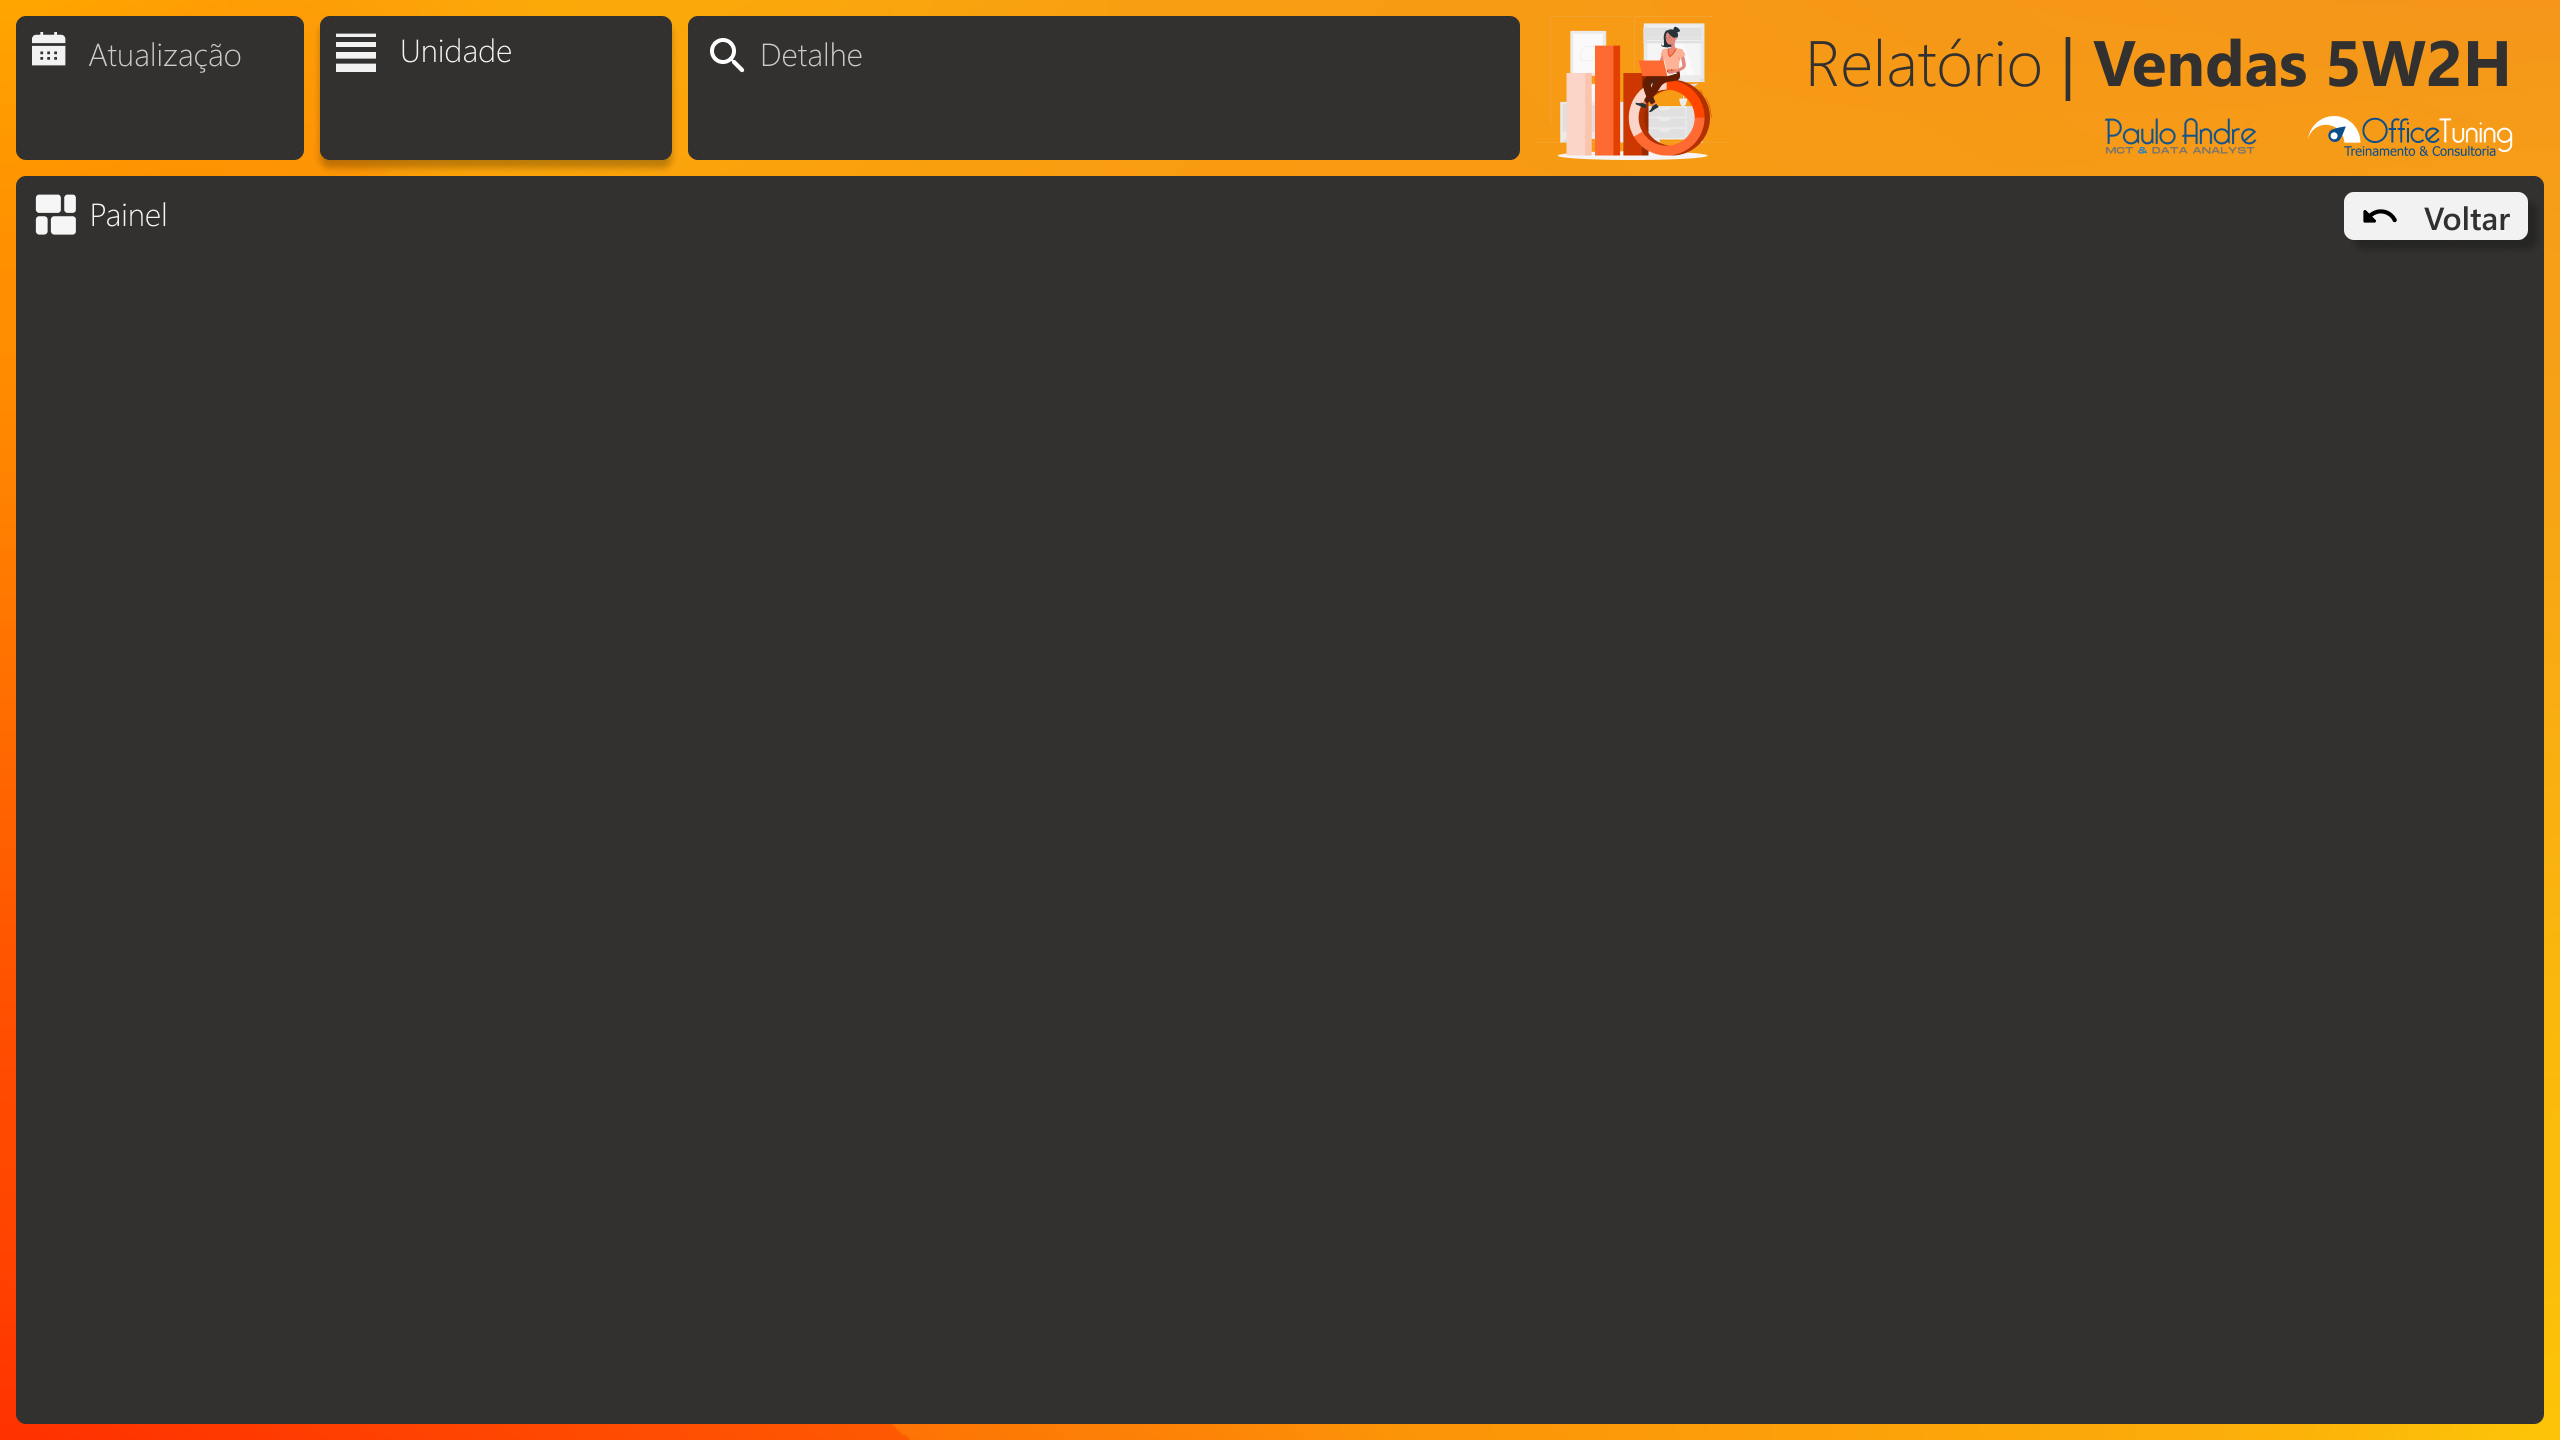 Atualização
Unidade
Detalhe
Relatório | Vendas 5W2H
Paulo Andre
MCT & DATA ANALYST
OfficeTuning
Treinamento & Consultoria
Painel
Voltar